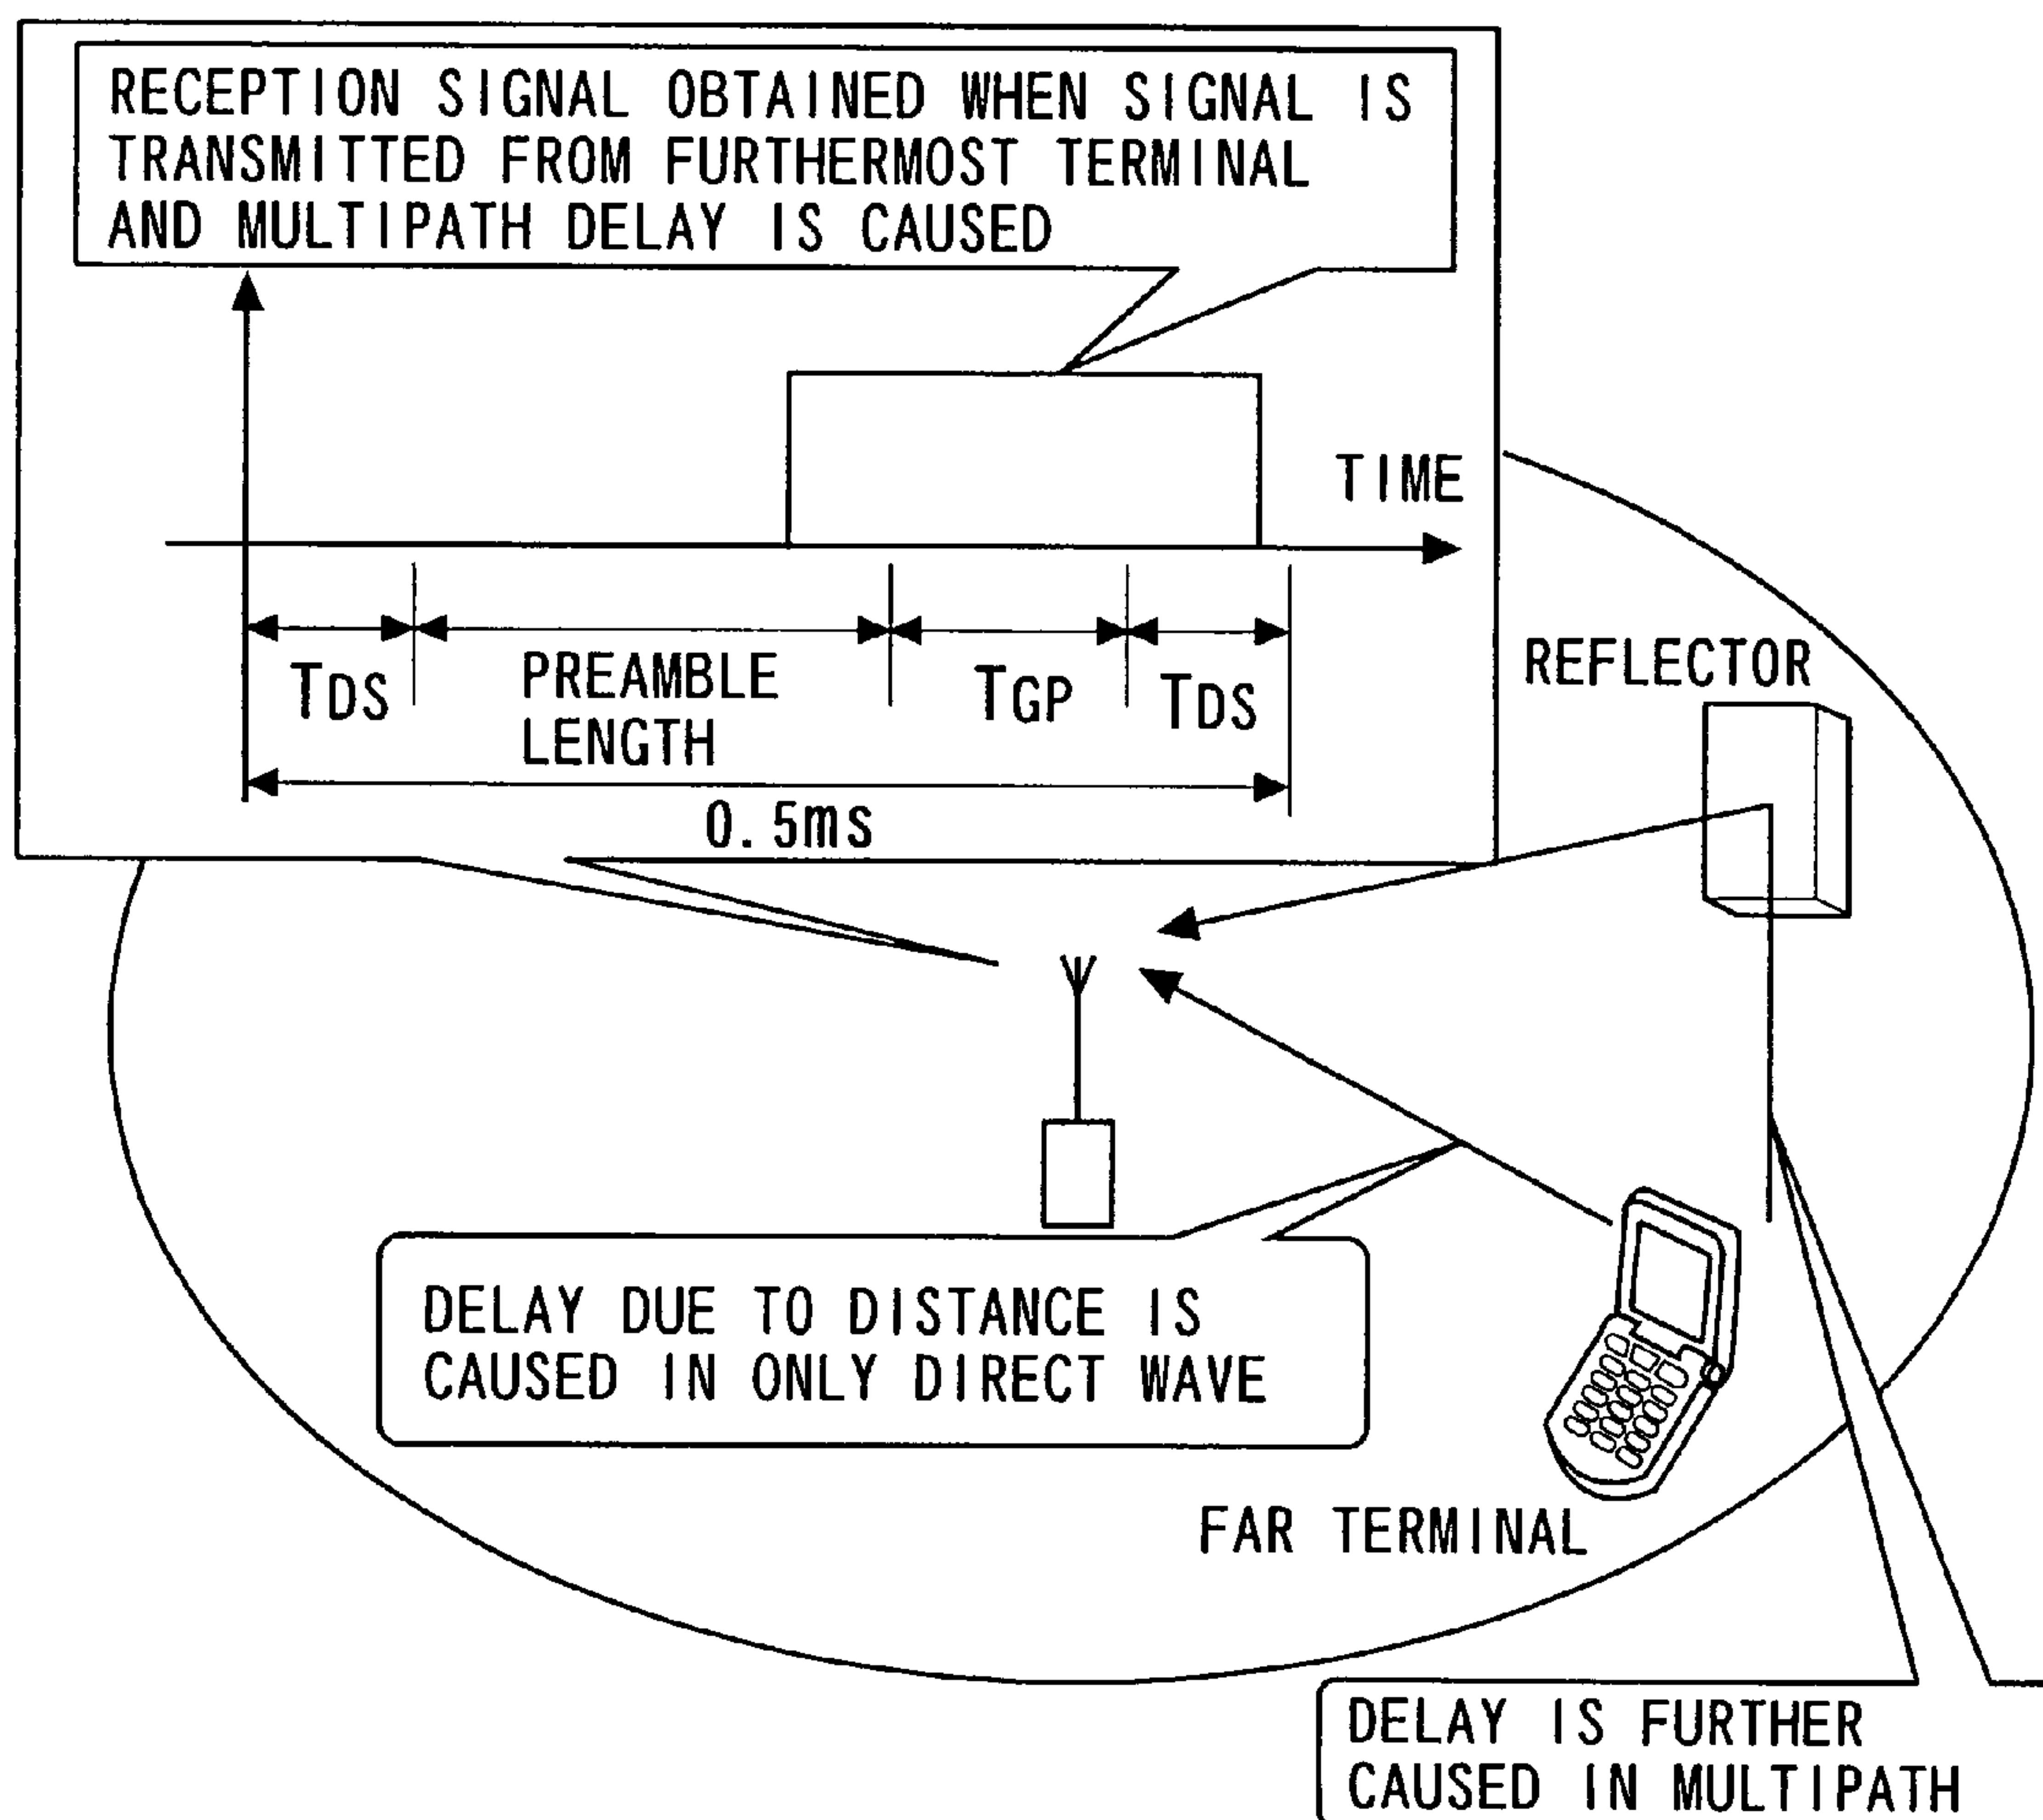 RECEPTION SIGNAL OBTAINED WHEN SIGNAL IS
TRANSMITTED FROM FURTHERMOST TERMINAL
AND MULTIPATH DELAY IS CAUSED
TIME
TDS
PREAMBLE
LENGTH
TGP
TDS
0.5ms
REFLECTOR
DELAY DUE TO DISTANCE IS
CAUSED IN ONLY DIRECT WAVE
FAR TERMINAL
DELAY IS FURTHER
CAUSED IN MULTIPATH